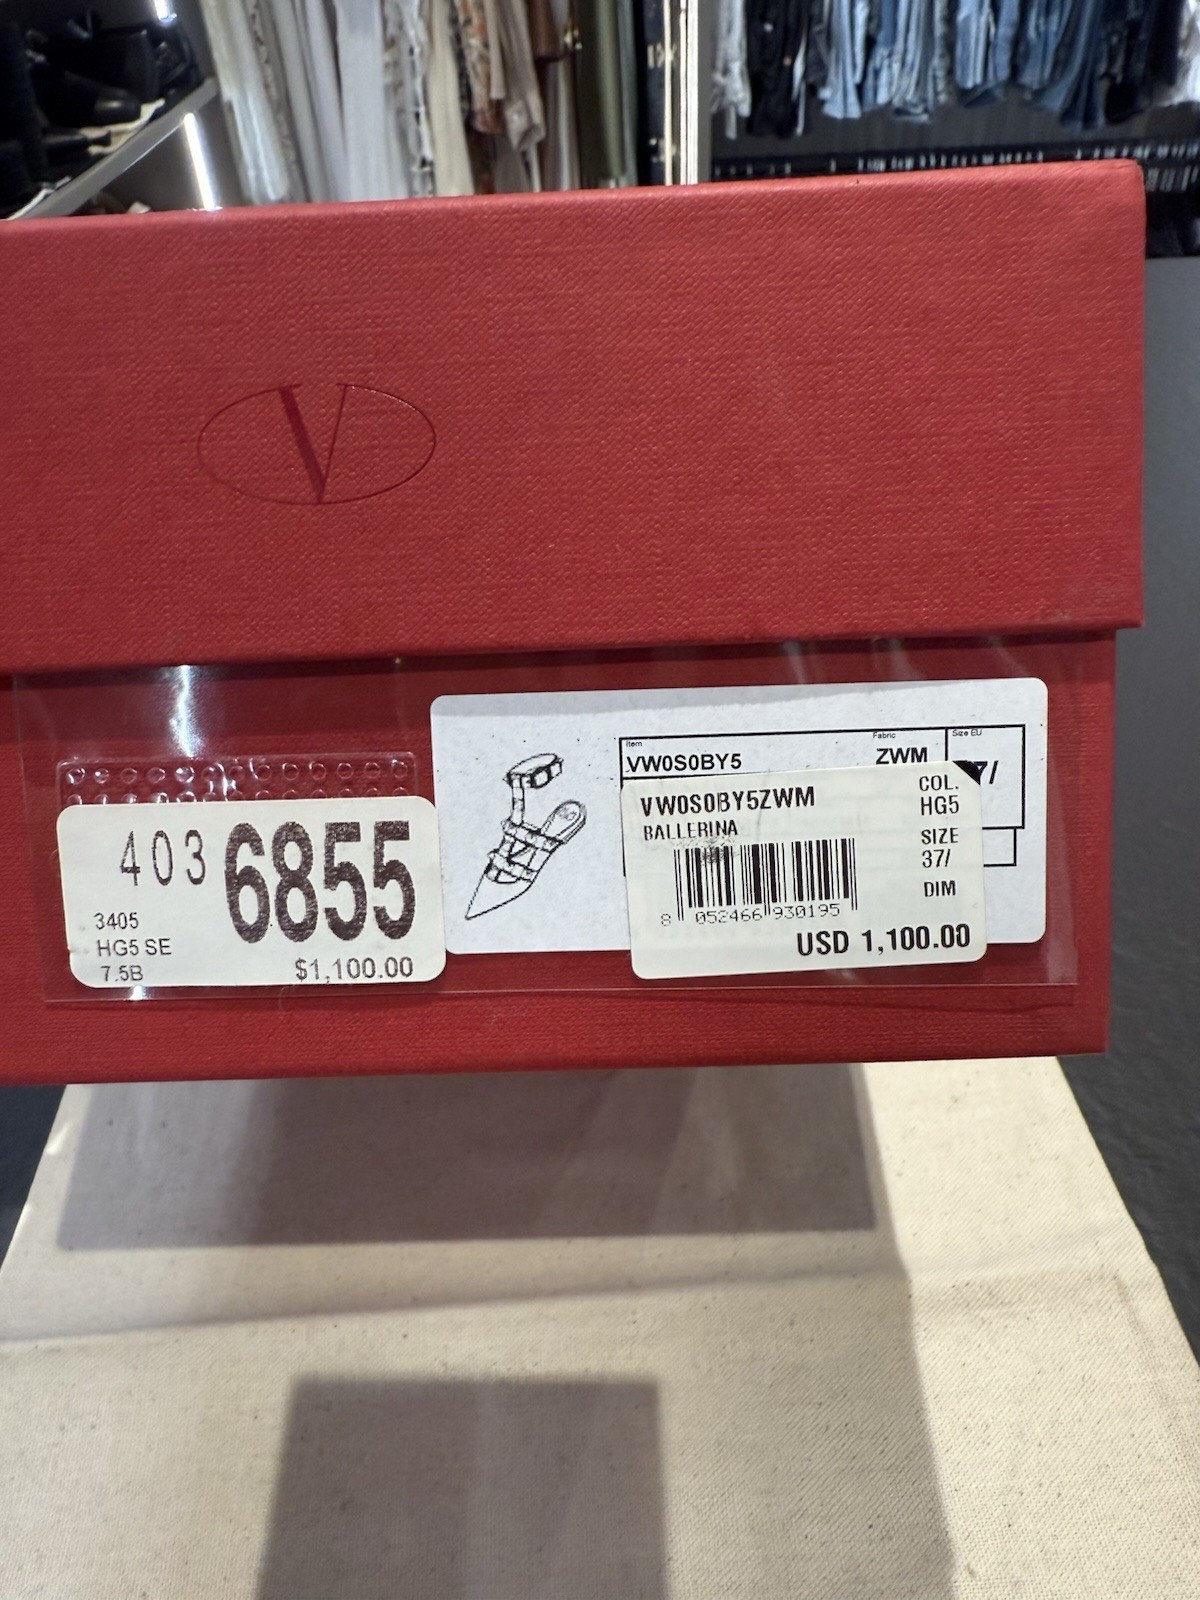 V
Item
VW0S0BY5
Fabric
ZWM
Size EU
7/
VW0S0BY5ZWM
BALLERINA
COL.
HG5
SIZE
37/
DIM
8 052466 930195
USD 1,100.00
403 6855
3405
HG5 SE
7.5B
$1,100.00